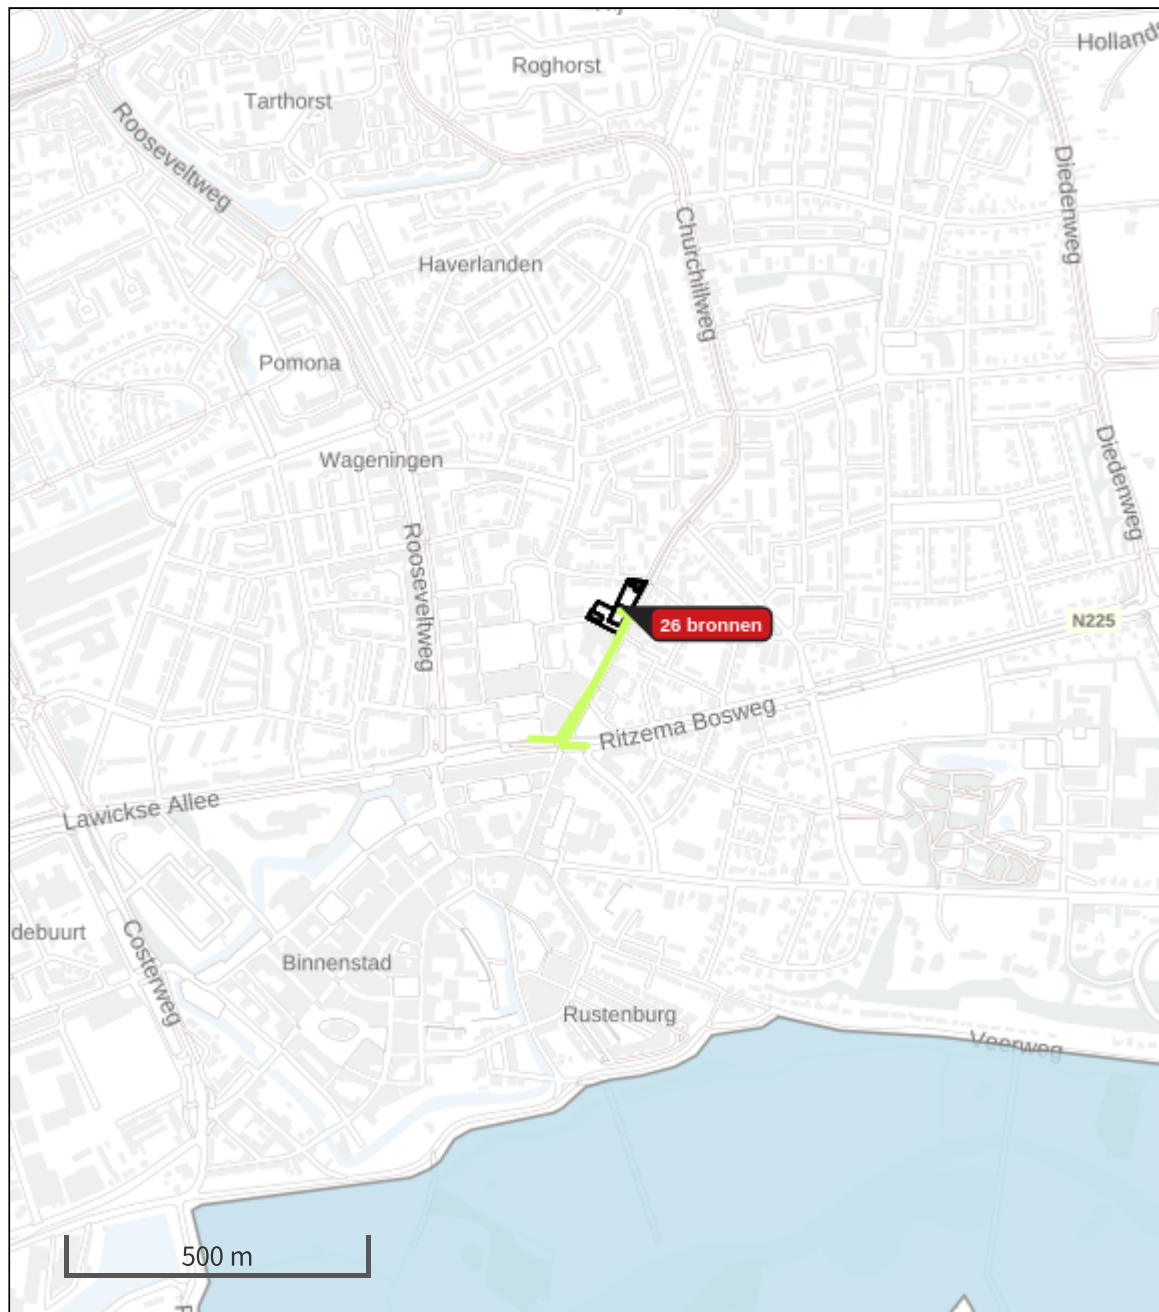 Roghorst
Hollands
Tarthorst
Rooseveltweg
Diedenweg
Churchillweg
Haverlanden
Pomona
Diedenweg
Wageningen
Rooseveltweg
26 bronnen
N225
Ritzema Bosweg
Lawickse Allee
debuurt
Costerweg
Binnenstad
Rustenburg
Veerweg
500 m